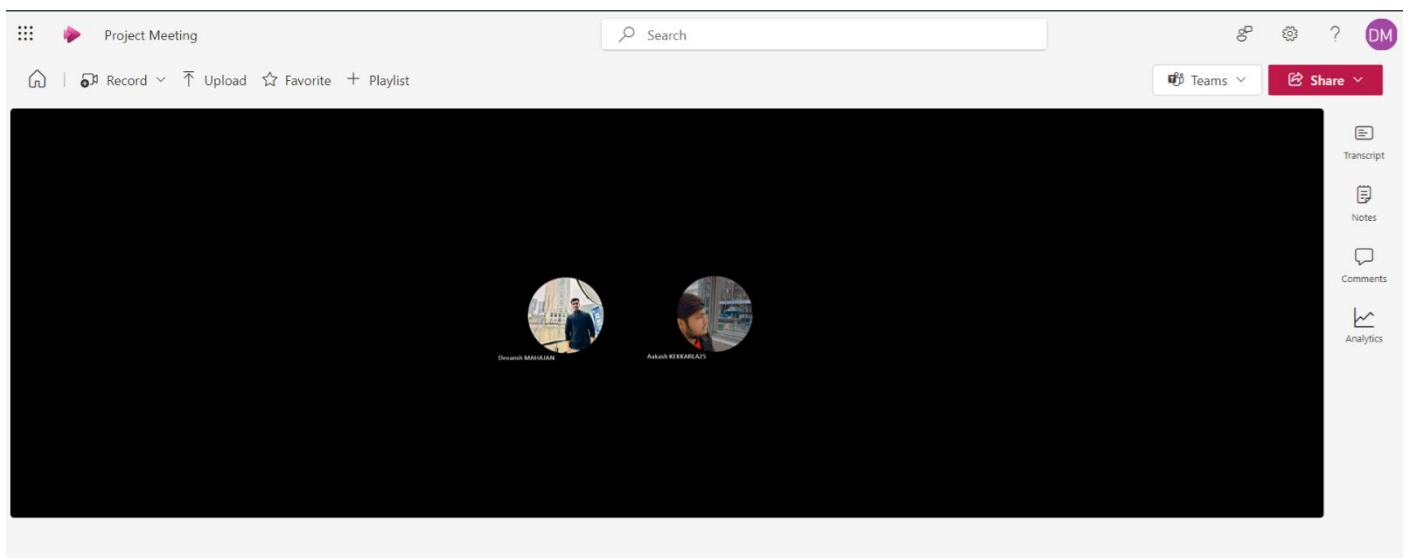 Project Meeting
Search
?
DM
Record
Upload
Favorite
Playlist
Teams
Share
Transcript
Notes
Comments
Analytics
Devansh MAHAJAN
Aakash KEKKARLA25